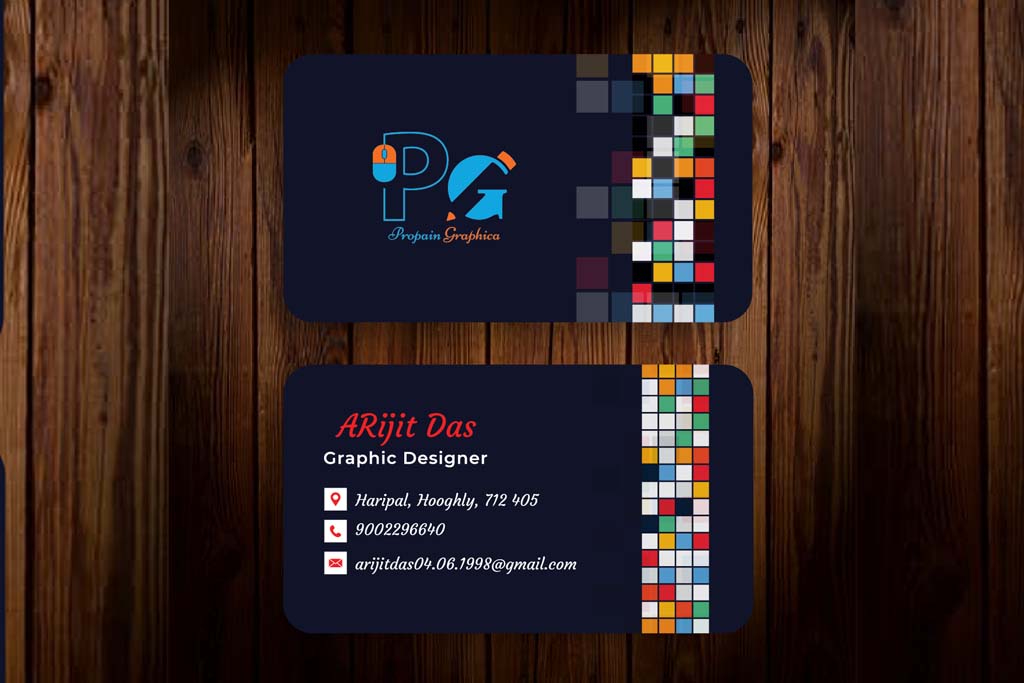 PG
Propain Graphica
ARijit Das
Graphic Designer
Haripal, Hooghly, 712 405
9002296640
arijitdas04.06.1998@gmail.com